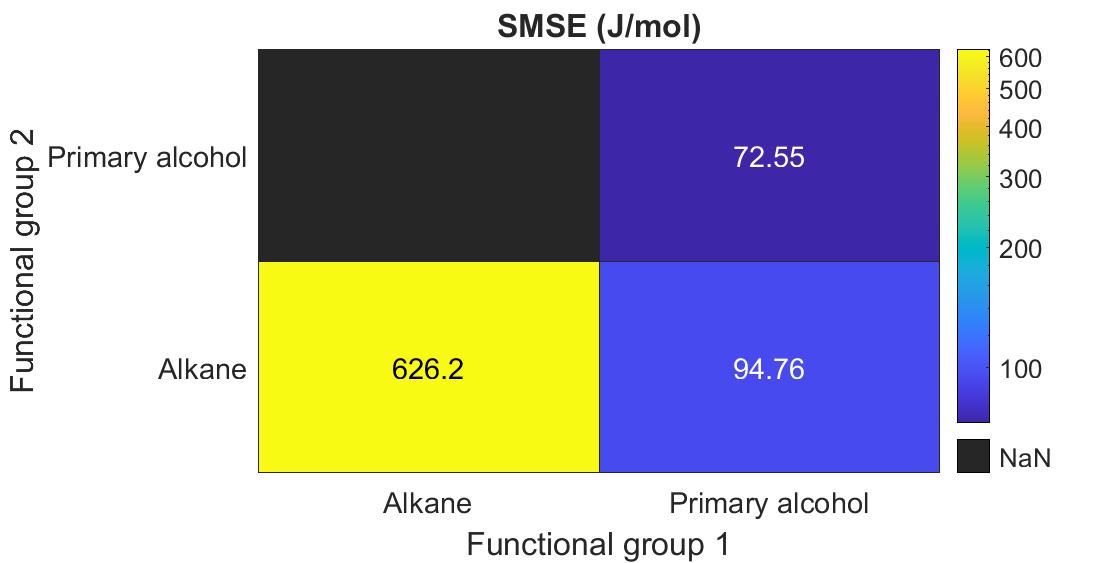 SMSE (J/mol)
Functional group 2
Primary alcohol
Alkane
72.55
626.2
94.76
Alkane
Primary alcohol
Functional group 1
600
500
400
300
200
100
NaN